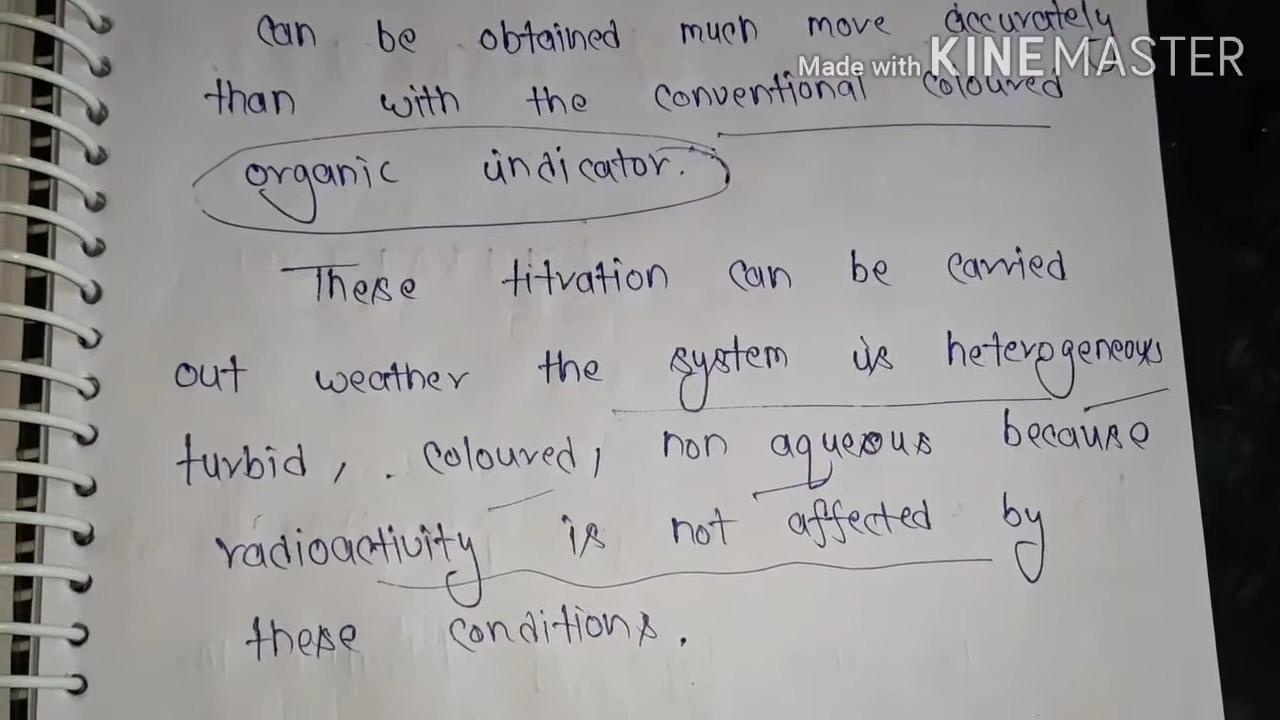 can be obtained much more accurately
Made with KINEMASTER
than with the conventional coloured
organic indicator.
These titration can be carried
out weather the system is heterogeneous
turbid, . coloured, non aqueous because
radioactivity is not affected by
these conditions.